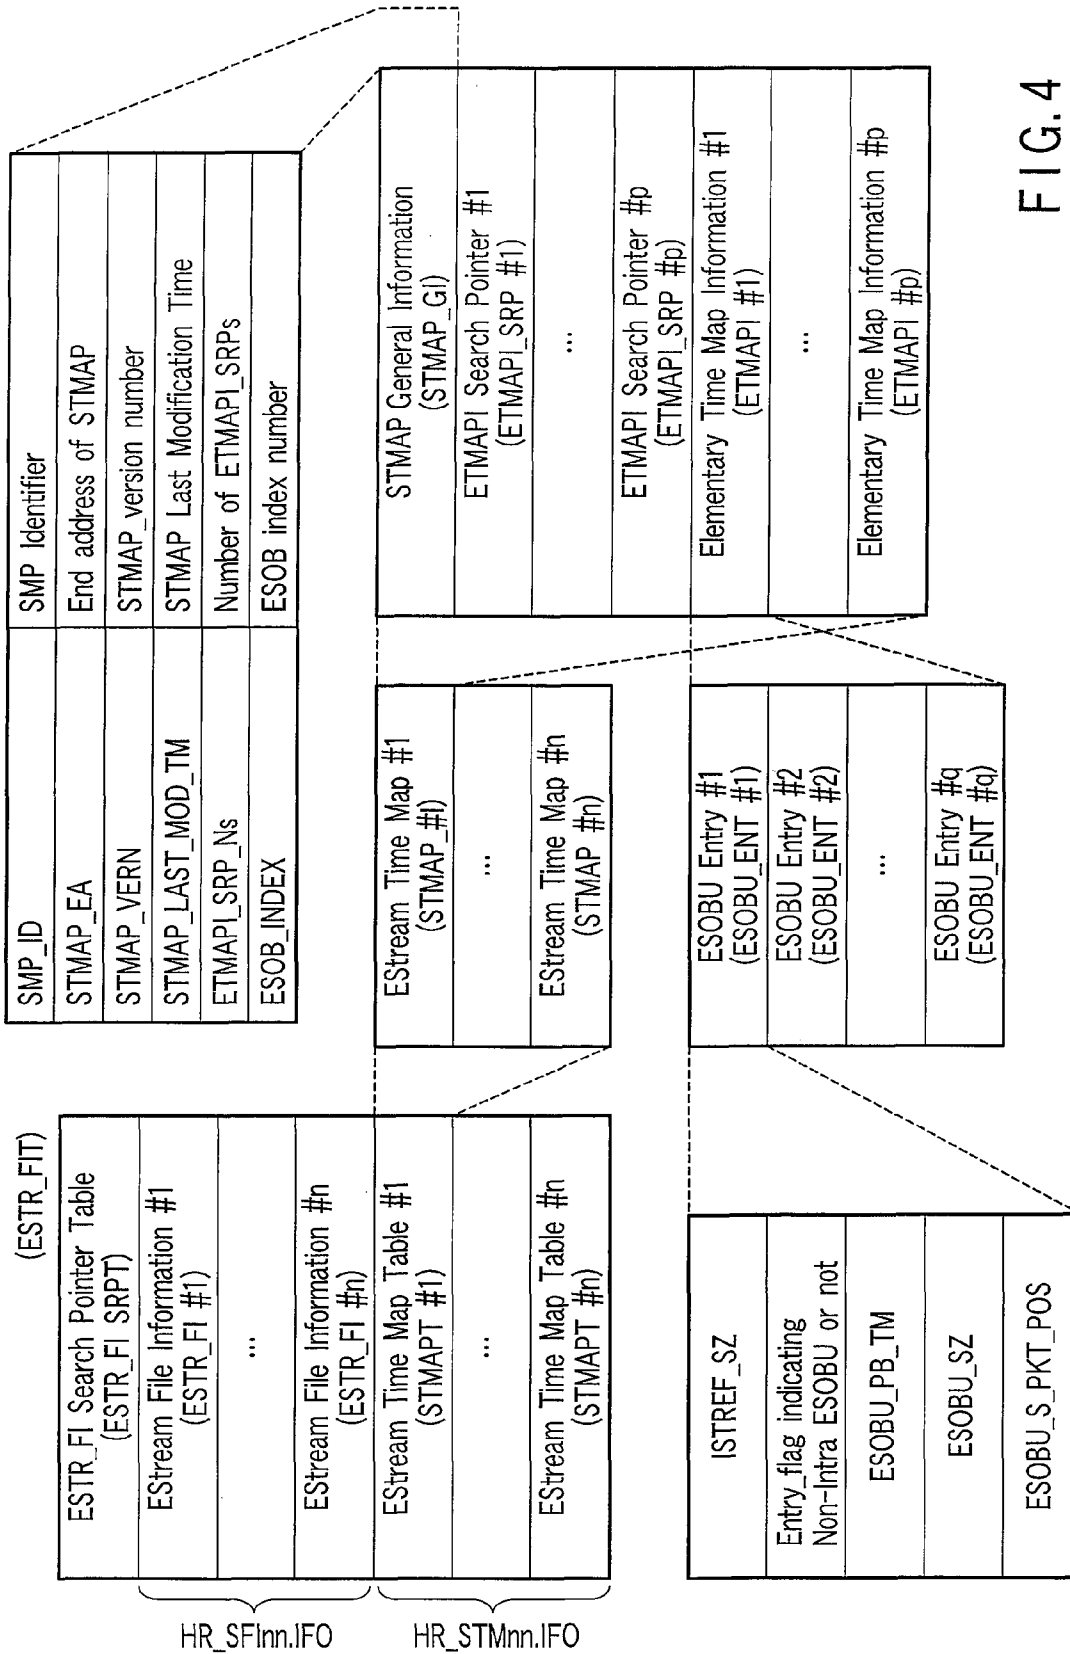 (ESTR_FIT)
ESTR_FI Search Pointer Table
(ESTR_FI SRPT)
EStream File Information #1
(ESTR_FI #1)
...
EStream File Information #n
(ESTR_FI #n)
EStream Time Map Table #1
(STMAPT #1)
...
EStream Time Map Table #n
(STMAPT #n)
HR_SFInn.IFO
HR_STMnn.IFO
SMP_ID
SMP Identifier
STMAP_EA
End address of STMAP
STMAP_VERN
STMAP_version number
STMAP_LAST_MOD_TM
STMAP Last Modification Time
ETMAPI_SRP_Ns
Number of ETMAPI_SRPs
ESOB_INDEX
ESOB index number
EStream Time Map #1
(STMAP_#I)
...
EStream Time Map #n
(STMAP #n)
STMAP General Information
(STMAP_GI)
ETMAPI Search Pointer #1
(ETMAPI_SRP #1)
...
ETMAPI Search Pointer #p
(ETMAPI_SRP #p)
Elementary Time Map Information #1
(ETMAPI #1)
...
Elementary Time Map Information #p
(ETMAPI #p)
ISTREF_SZ
Entry_flag indicating
Non-Intra ESOBU or not
ESOBU_PB_TM
ESOBU_SZ
ESOBU_S_PKT_POS
ESOBU Entry #1
(ESOBU_ENT #1)
ESOBU Entry #2
(ESOBU_ENT #2)
...
ESOBU Entry #q
(ESOBU_ENT #q)
FIG. 4